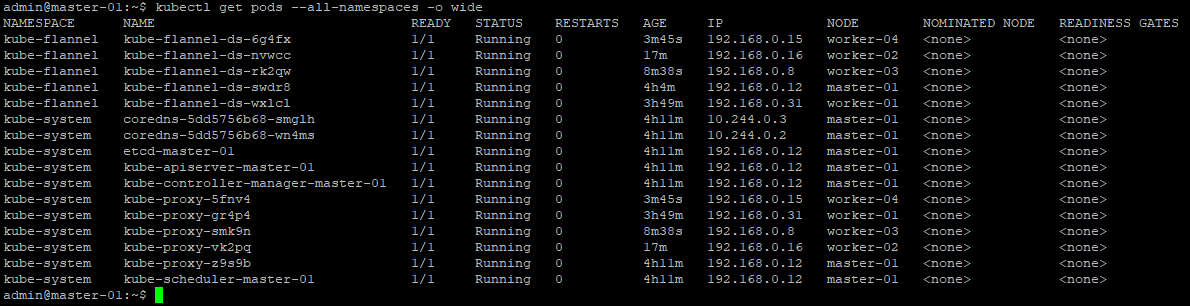 admin@master-01:~$ kubectl get pods --all-namespaces -o wide
NAMESPACE NAME READY STATUS RESTARTS AGE IP NODE NOMINATED NODE READINESS GATES
kube-flannel kube-flannel-ds-6g4fx 1/1 Running 0 3m45s 192.168.0.15 worker-04 <none> <none>
kube-flannel kube-flannel-ds-nvwcc 1/1 Running 0 17m 192.168.0.16 worker-02 <none> <none>
kube-flannel kube-flannel-ds-rk2qw 1/1 Running 0 8m38s 192.168.0.8 worker-03 <none> <none>
kube-flannel kube-flannel-ds-swdr8 1/1 Running 0 4h4m 192.168.0.12 master-01 <none> <none>
kube-flannel kube-flannel-ds-wxlcl 1/1 Running 0 3h49m 192.168.0.31 worker-01 <none> <none>
kube-system coredns-5dd5756b68-smglh 1/1 Running 0 4h11m 10.244.0.3 master-01 <none> <none>
kube-system coredns-5dd5756b68-wn4ms 1/1 Running 0 4h11m 10.244.0.2 master-01 <none> <none>
kube-system etcd-master-01 1/1 Running 0 4h11m 192.168.0.12 master-01 <none> <none>
kube-system kube-apiserver-master-01 1/1 Running 0 4h11m 192.168.0.12 master-01 <none> <none>
kube-system kube-controller-manager-master-01 1/1 Running 0 4h11m 192.168.0.12 master-01 <none> <none>
kube-system kube-proxy-5fnv4 1/1 Running 0 3m45s 192.168.0.15 worker-04 <none> <none>
kube-system kube-proxy-gr4p4 1/1 Running 0 3h49m 192.168.0.31 worker-01 <none> <none>
kube-system kube-proxy-smk9n 1/1 Running 0 8m38s 192.168.0.8 worker-03 <none> <none>
kube-system kube-proxy-vk2pq 1/1 Running 0 17m 192.168.0.16 worker-02 <none> <none>
kube-system kube-proxy-z9s9b 1/1 Running 0 4h11m 192.168.0.12 master-01 <none> <none>
kube-system kube-scheduler-master-01 1/1 Running 0 4h11m 192.168.0.12 master-01 <none> <none>
admin@master-01:~$